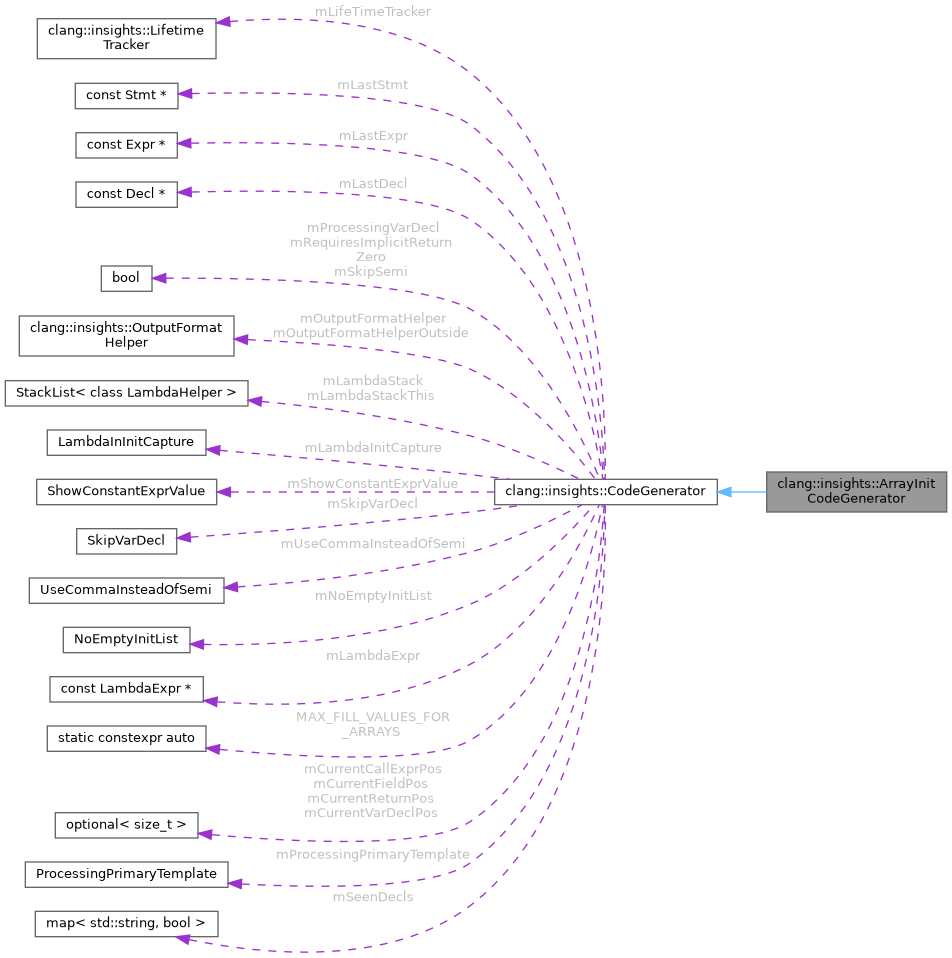 mLifeTimeTracker
clang::insights::Lifetime
Tracker
mLastStmt
const Stmt *
mLastExpr
const Expr *
mLastDecl
const Decl *
mProcessingVarDecl
mRequiresImplicitReturn
Zero
mSkipSemi
bool
mOutputFormatHelper
mOutputFormatHelperOutside
clang::insights::OutputFormat
Helper
mLambdaStack
mLambdaStackThis
StackList< class LambdaHelper >
mLambdaInitCapture
LambdaInInitCapture
mShowConstantExprValue
ShowConstantExprValue
clang::insights::CodeGenerator
clang::insights::ArrayInit
CodeGenerator
mSkipVarDecl
SkipVarDecl
mUseCommaInsteadOfSemi
UseCommaInsteadOfSemi
mNoEmptyInitList
NoEmptyInitList
mLambdaExpr
const LambdaExpr *
MAX_FILL_VALUES_FOR
_ARRAYS
static constexpr auto
mCurrentCallExprPos
mCurrentFieldPos
mCurrentReturnPos
mCurrentVarDeclPos
optional< size_t >
mProcessingPrimaryTemplate
ProcessingPrimaryTemplate
mSeenDecls
map< std::string, bool >